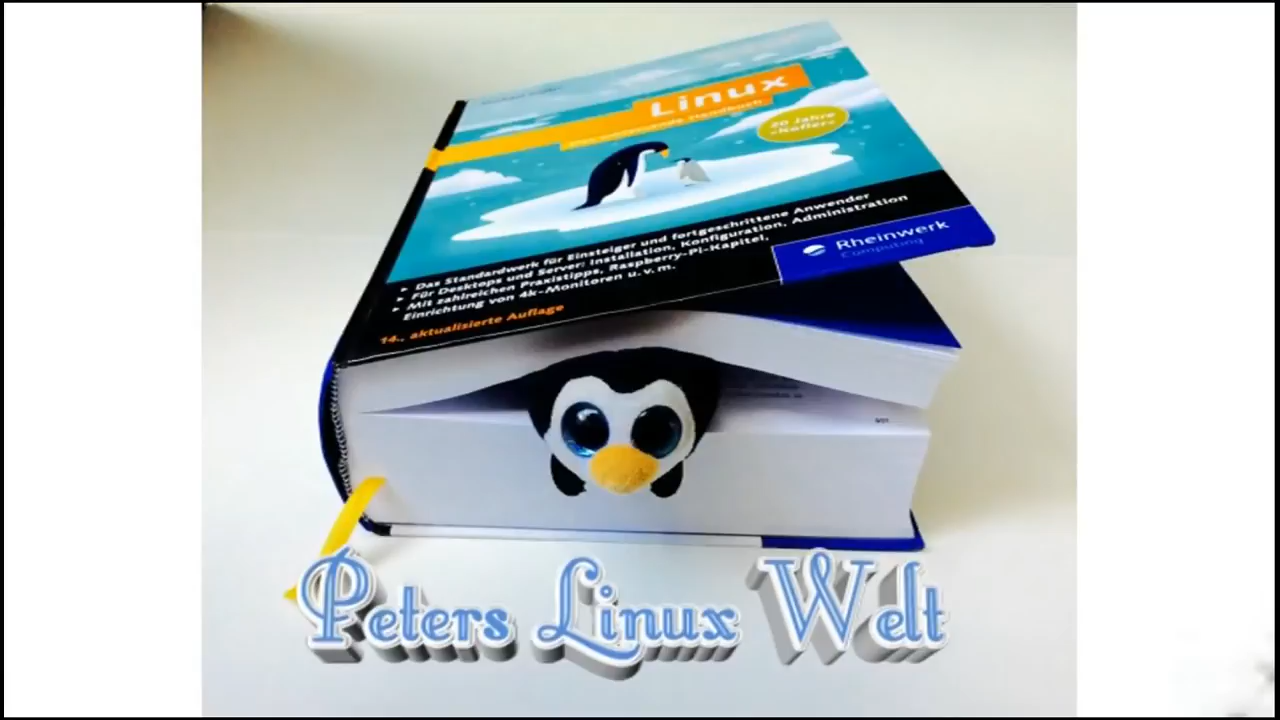 Linux
20 Jahre
»Kofler«
▸ Das Standardwerk für Einsteiger und fortgeschrittene Anwender
▸ Für Desktops und Server: Installation, Konfiguration, Administration
▸ Mit zahlreichen Praxistipps, Raspberry-Pi-Kapitel,
Einrichtung von 4k-Monitoren u. v. m.
14., aktualisierte Auflage
Rheinwerk
Computing
Peters Linux Welt